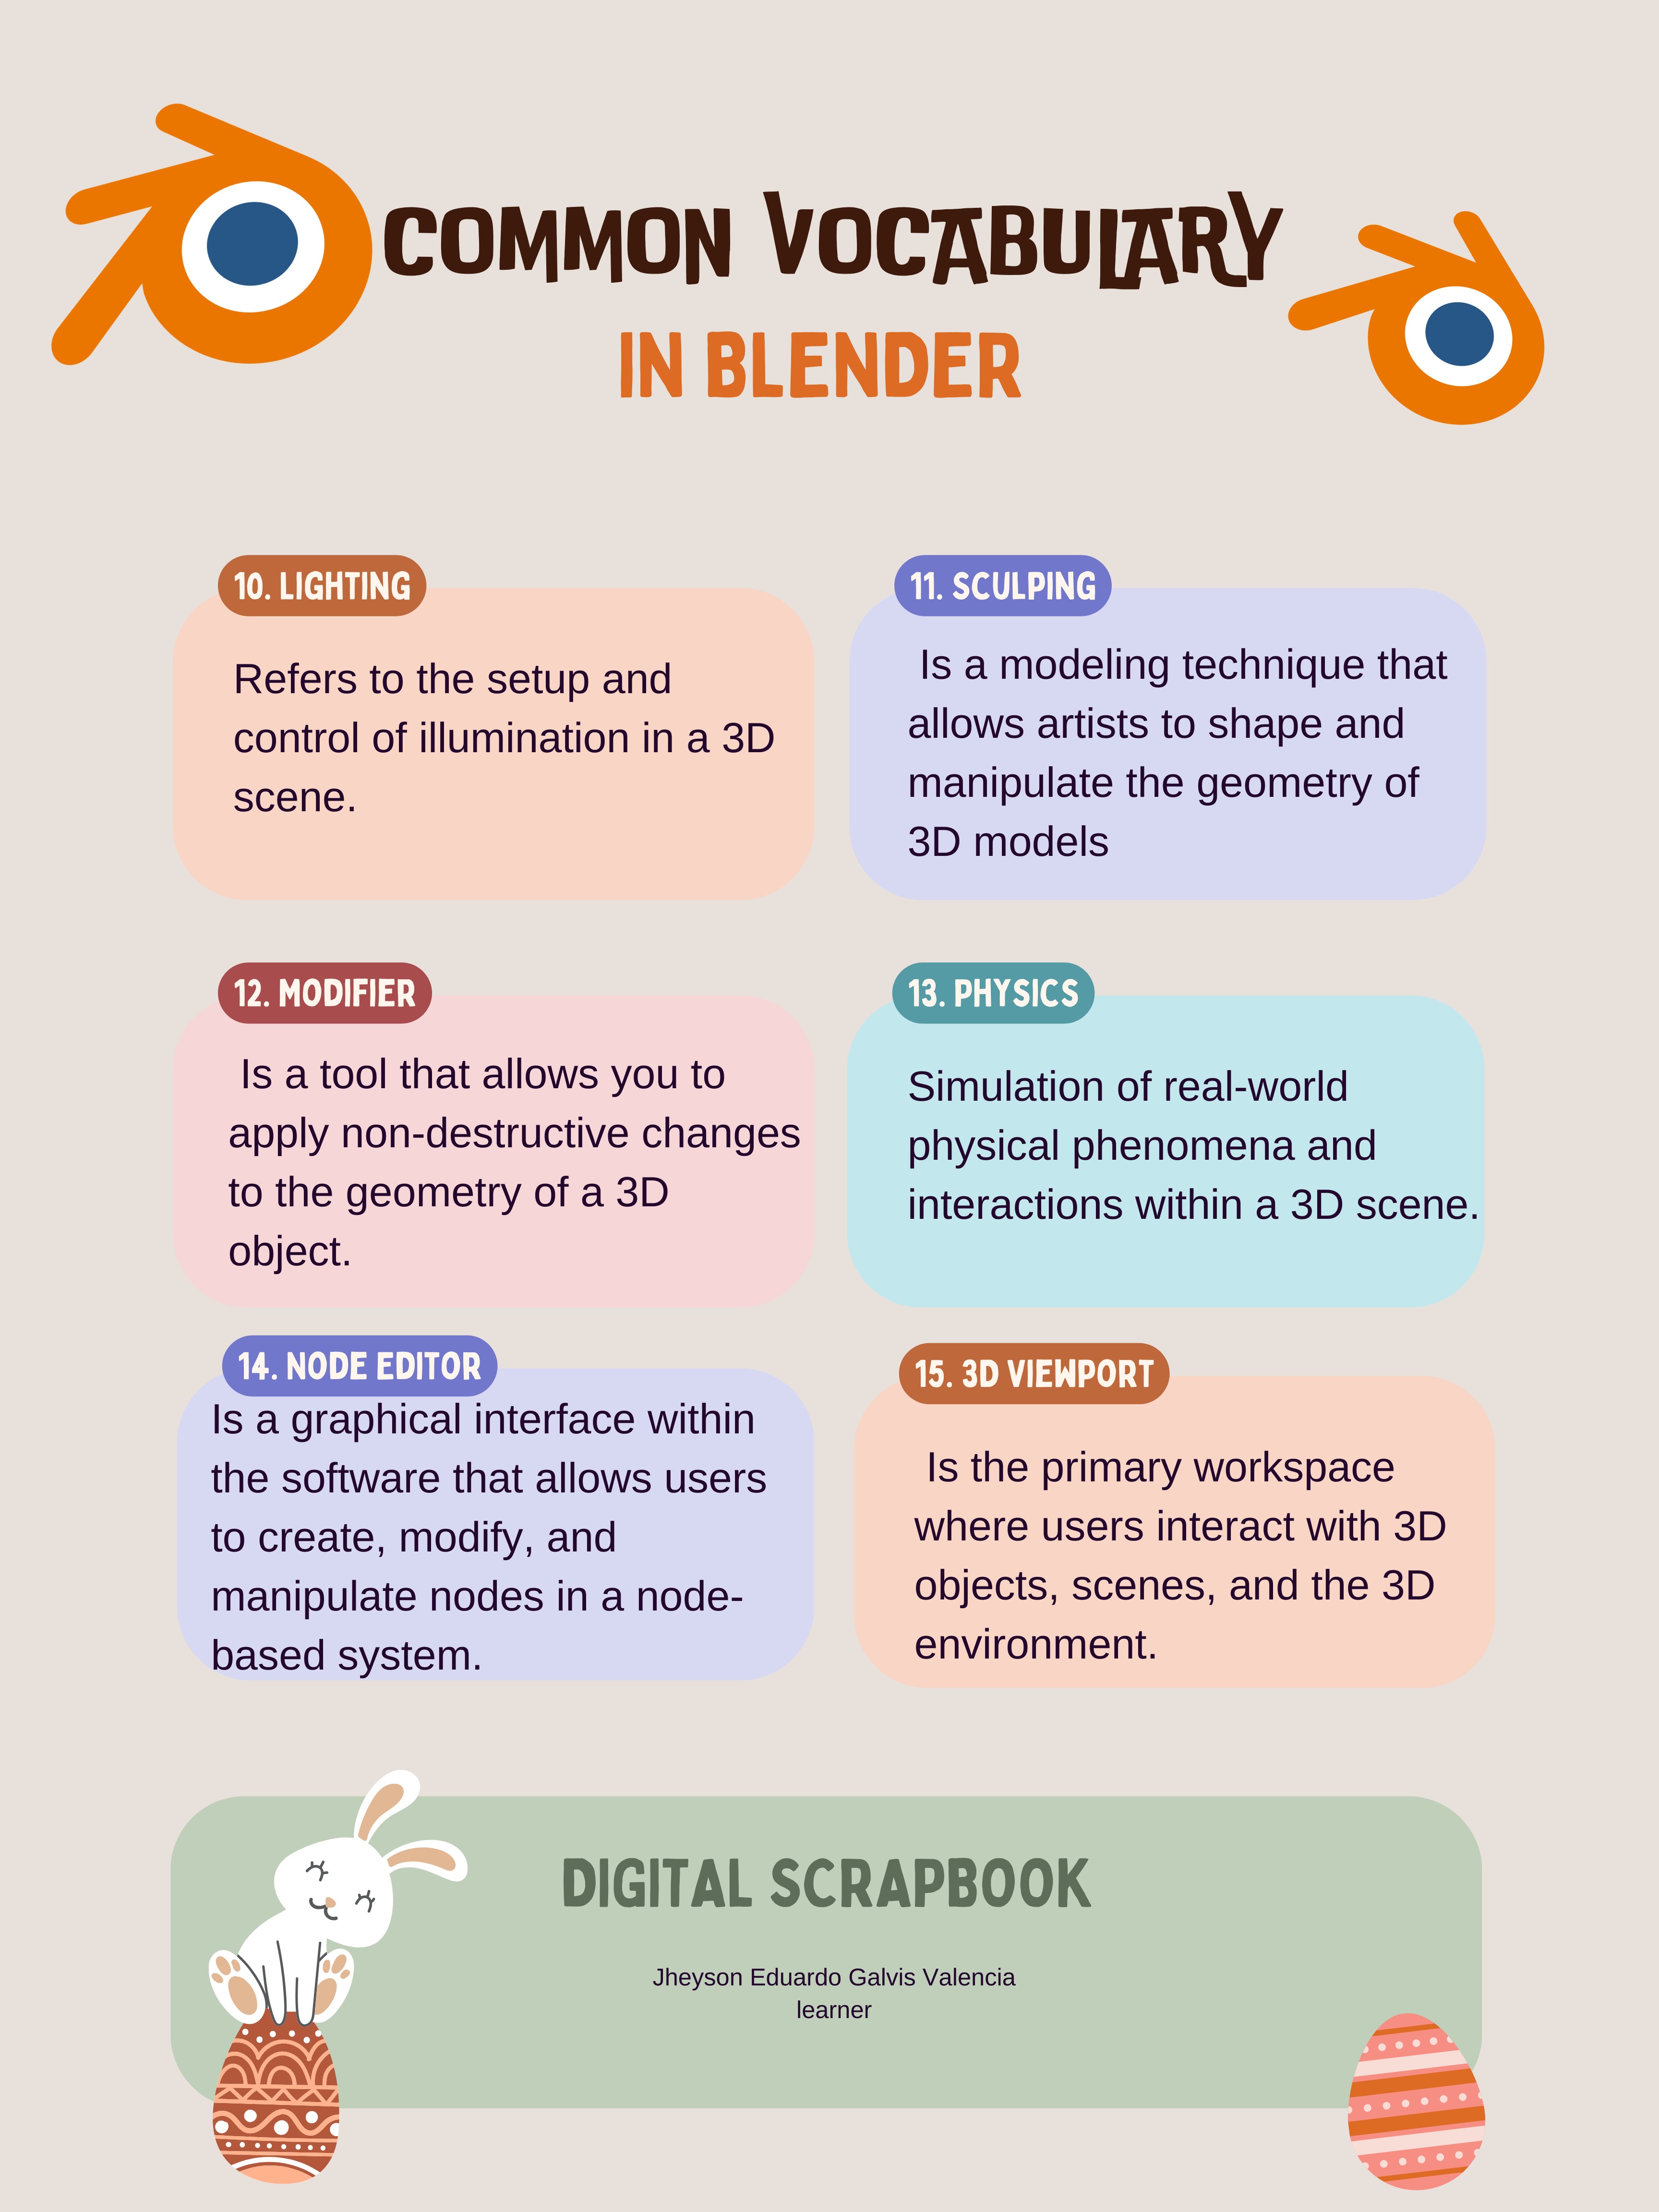 COMMON VOCABULARY
IN BLENDER
10. LIGHTING
Refers to the setup and
control of illumination in a 3D
scene.
11. SCULPING
Is a modeling technique that
allows artists to shape and
manipulate the geometry of
3D models
12. MODIFIER
Is a tool that allows you to
apply non-destructive changes
to the geometry of a 3D
object.
13. PHYSICS
Simulation of real-world
physical phenomena and
interactions within a 3D scene.
14. NODE EDITOR
Is a graphical interface within
the software that allows users
to create, modify, and
manipulate nodes in a node-
based system.
15. 3D VIEWPORT
Is the primary workspace
where users interact with 3D
objects, scenes, and the 3D
environment.
DIGITAL SCRAPBOOK
Jheyson Eduardo Galvis Valencia
learner